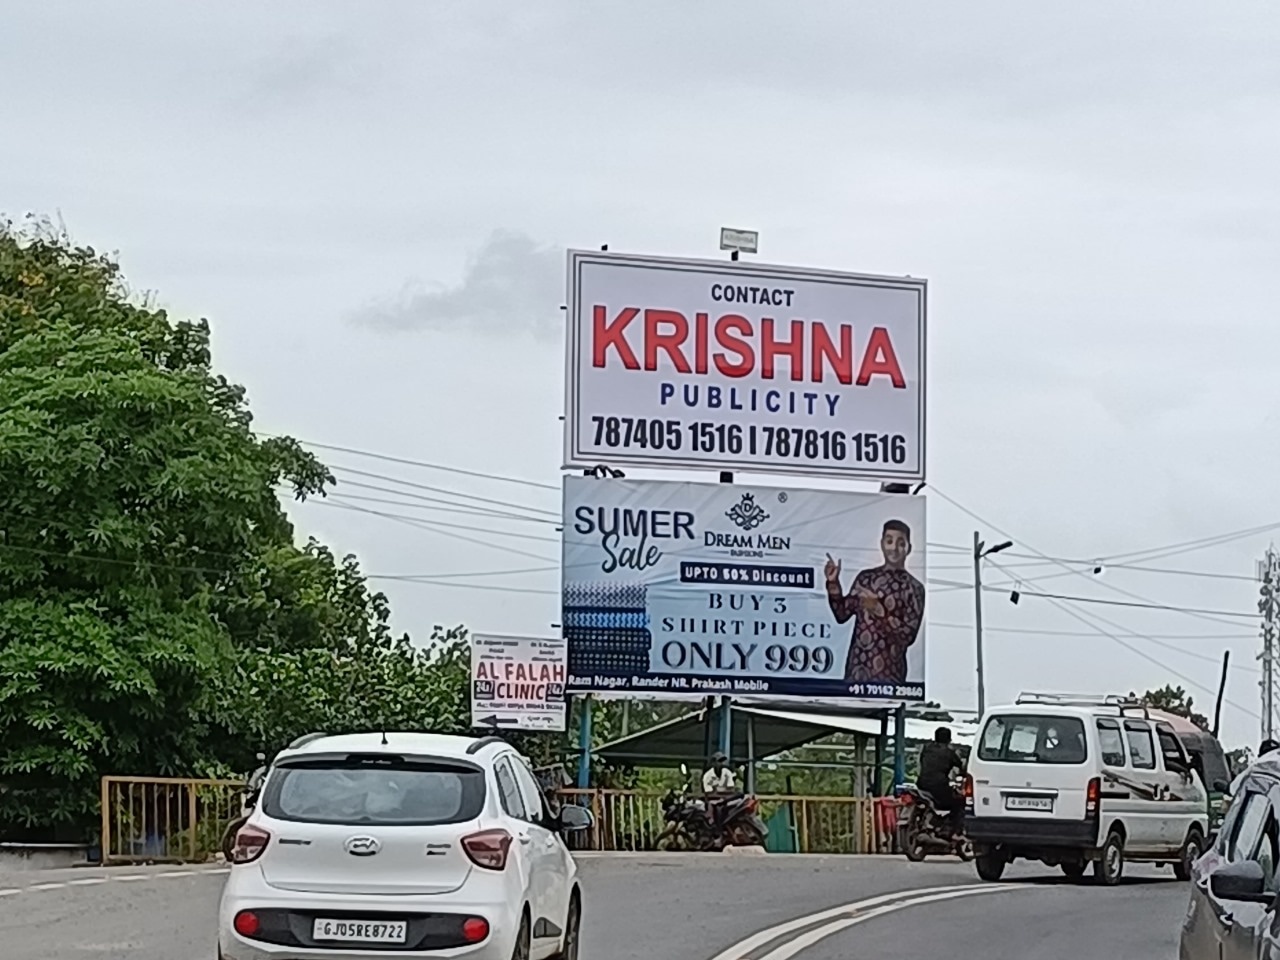 CONTACT
KRISHNA
PUBLICITY
787405 1516 | 787816 1516
SUMER
Sale
D
®
DREAM MEN
FASHIONS
UPTO 50% Discount
BUY 3
SHIRT PIECE
ONLY 999
Ram Nagar, Rander NR. Prakash Mobile
+91 70162 29860
AL FALAH
24x7 CLINIC
GJ05RE8722